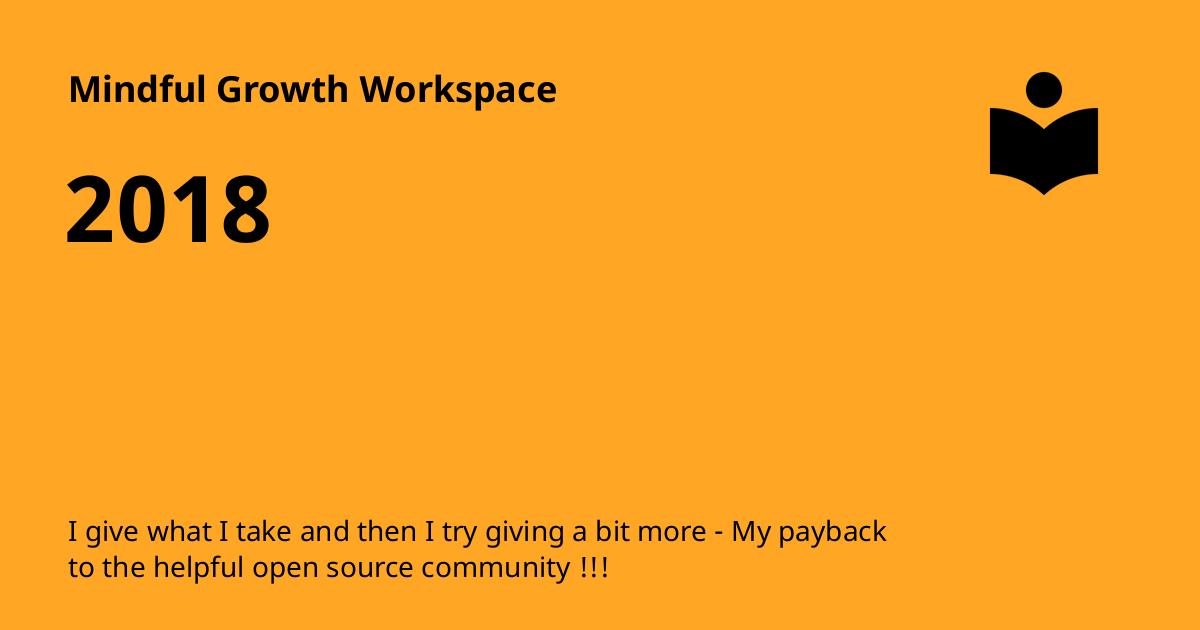 Mindful Growth Workspace
2018
I give what I take and then I try giving a bit more - My payback
to the helpful open source community !!!